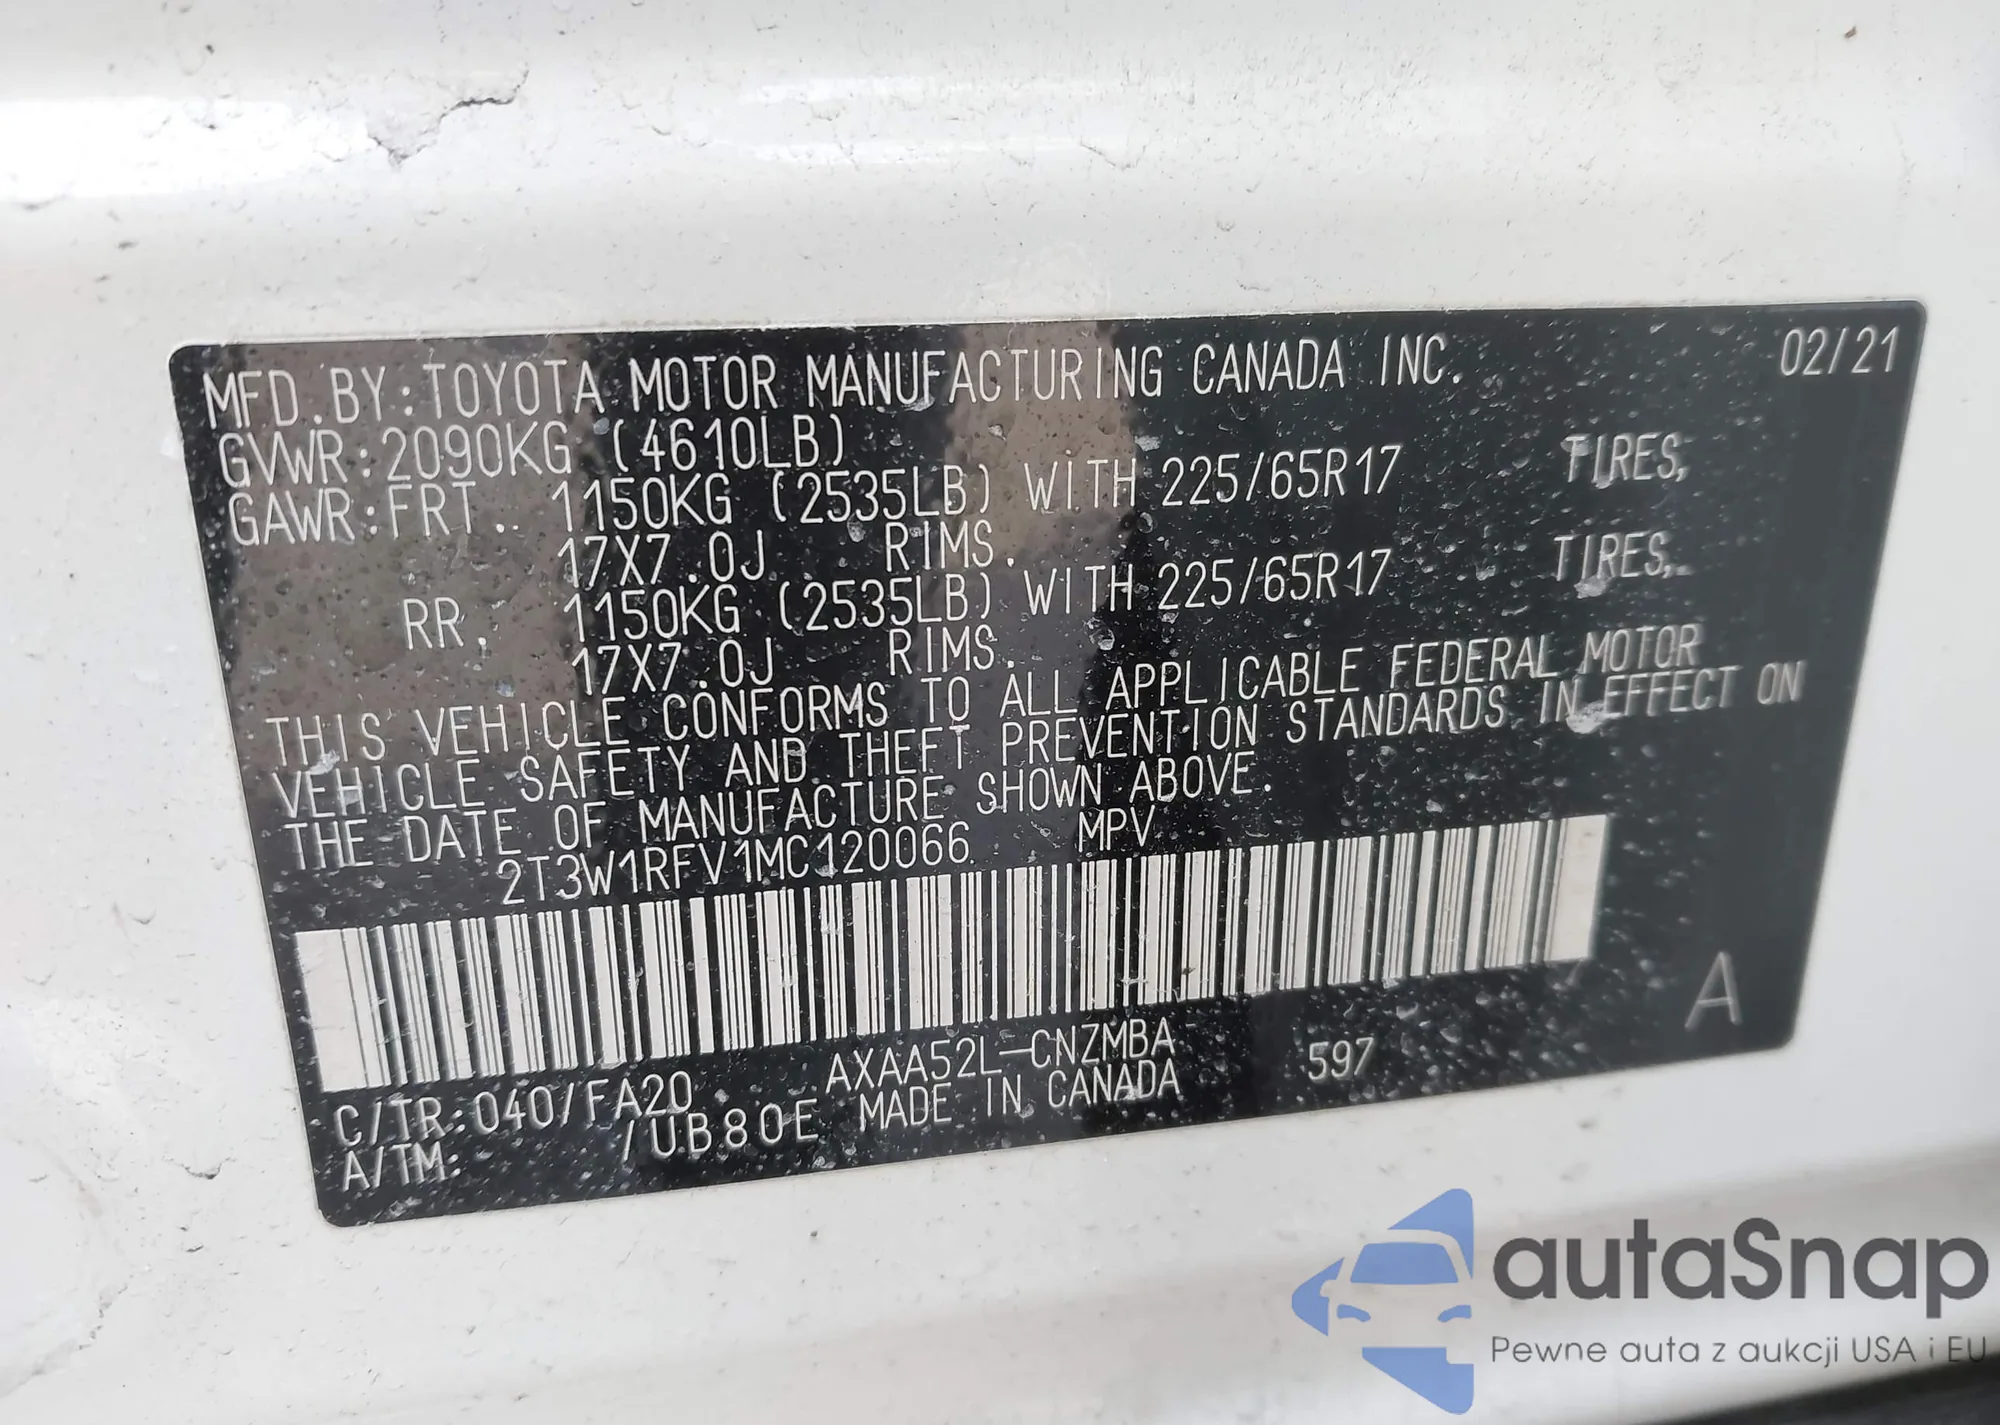 MFD. BY: TOYOTA MOTOR MANUFACTURING CANADA INC. 02/21
GVWR: 2090KG (4610LB)
GAWR: FRT. 1150KG (2535LB) WITH 225/65R17 TIRES,
17X7.0J RIMS.
RR. 1150KG (2535LB) WITH 225/65R17 TIRES,
17X7.0J RIMS.
THIS VEHICLE CONFORMS TO ALL APPLICABLE FEDERAL MOTOR
VEHICLE SAFETY AND THEFT PREVENTION STANDARDS IN EFFECT ON
THE DATE OF MANUFACTURE SHOWN ABOVE.
2T3W1RFV1MC120066 MPV
A
C/TR: 040/FA20 AXAA52L-CNZMBA 597
A/TM: /UB80E MADE IN CANADA
autaSnap
Pewne auta z aukcji USA i EU